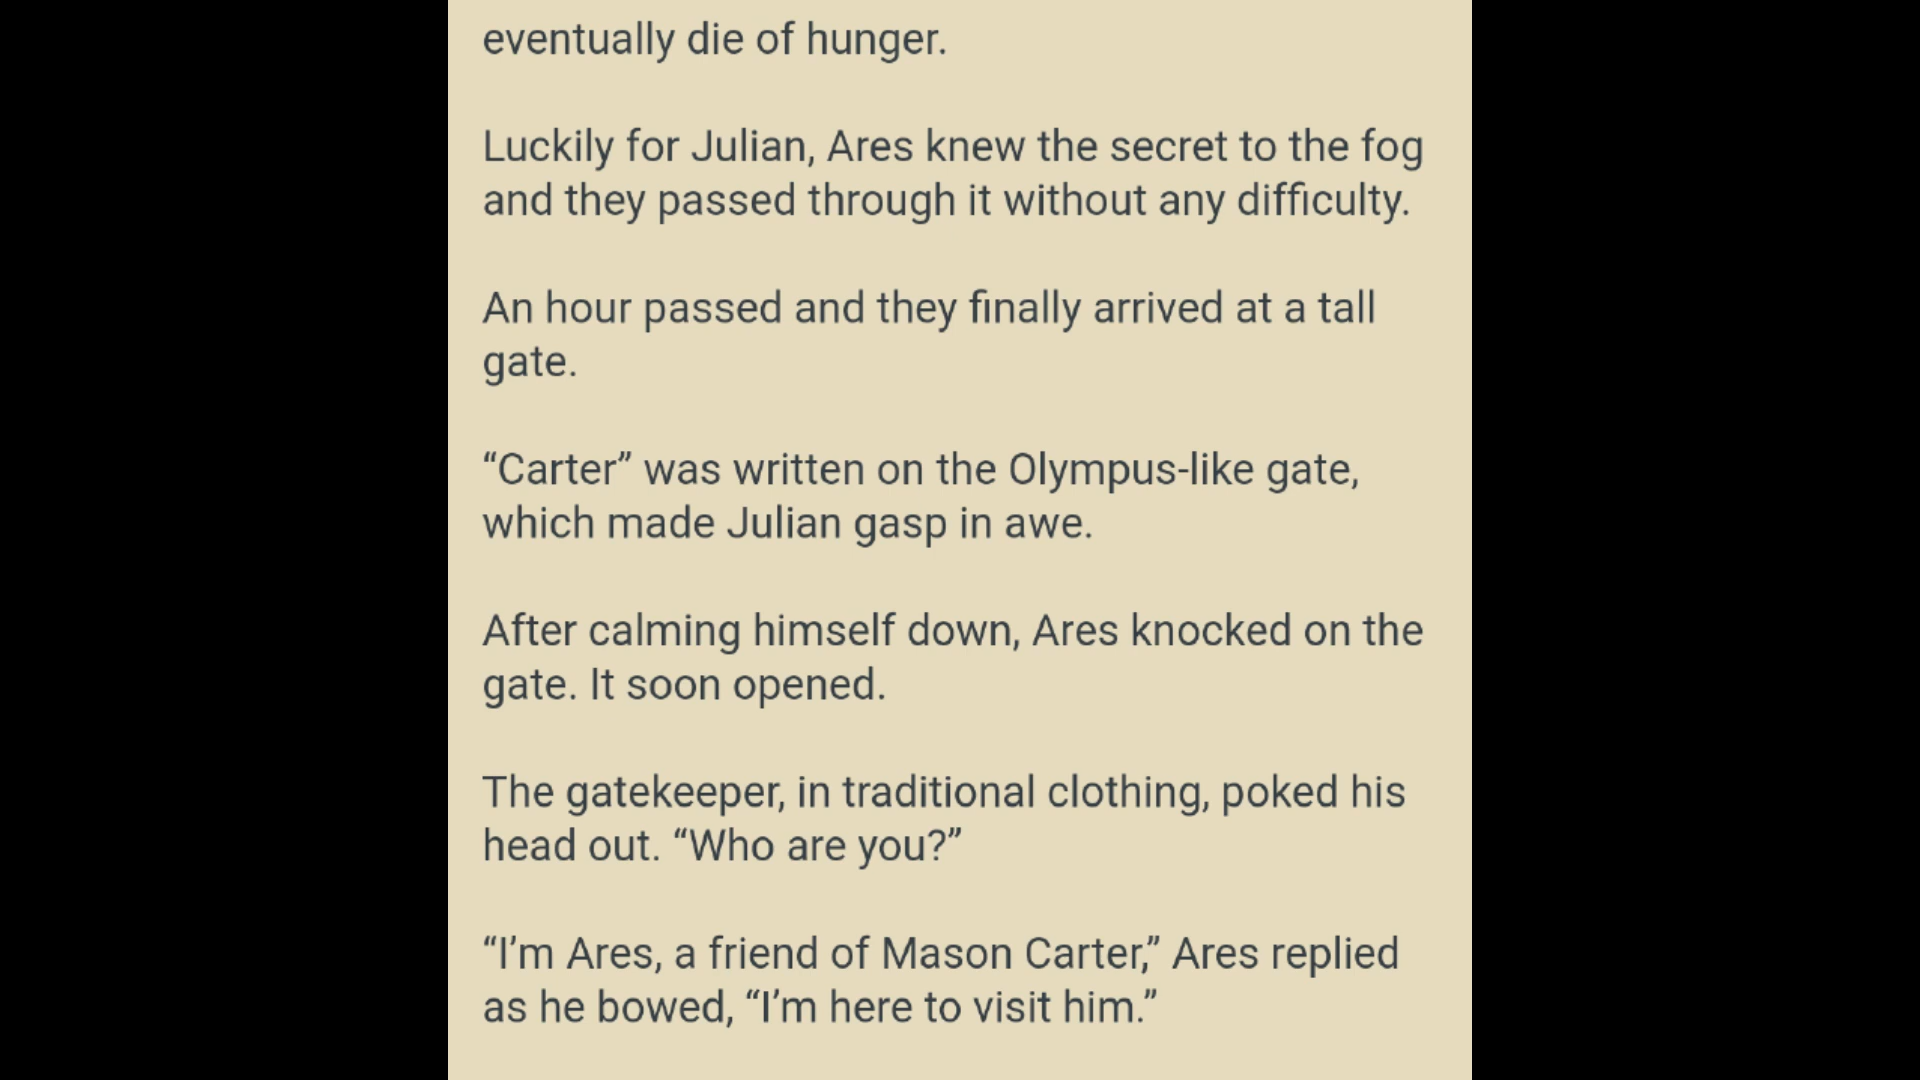 eventually die of hunger.
Luckily for Julian, Ares knew the secret to the fog
and they passed through it without any difficulty.
An hour passed and they finally arrived at a tall
gate.
“Carter” was written on the Olympus-like gate,
which made Julian gasp in awe.
After calming himself down, Ares knocked on the
gate. It soon opened.
The gatekeeper, in traditional clothing, poked his
head out. “Who are you?”
“I’m Ares, a friend of Mason Carter,” Ares replied
as he bowed, “I’m here to visit him.”